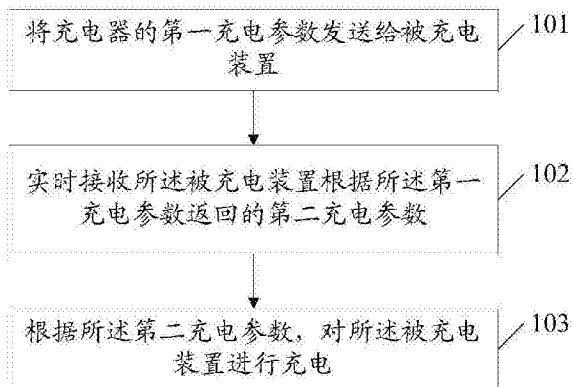 将充电器的第一充电参数发送给被充电
装置
101
实时接收所述被充电装置根据所述第一
充电参数返回的第二充电参数
102
根据所述第二充电参数，对所述被充电
装置进行充电
103